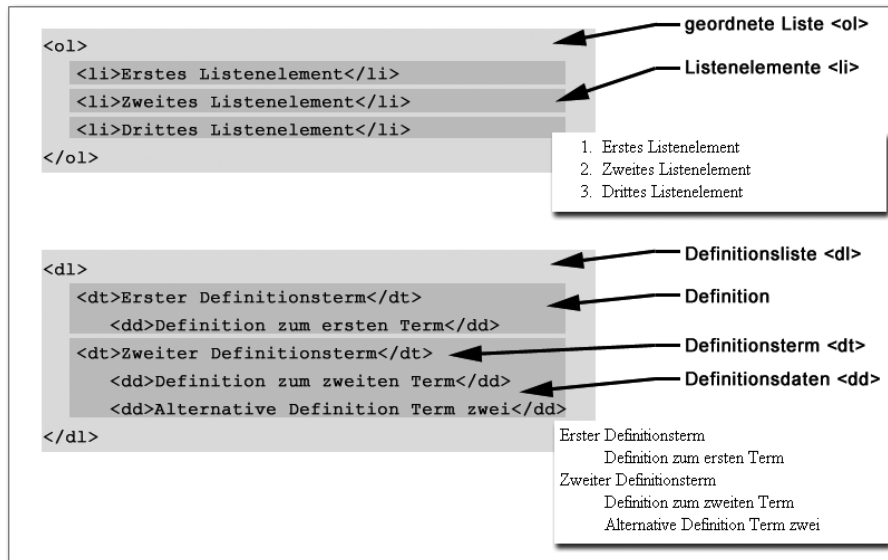 geordnete Liste <ol>
<ol>
<li>Erstes Listenelement</li>
Listenelemente <li>
<li>Zweites Listenelement</li>
<li>Drittes Listenelement</li>
</ol>
1. Erstes Listenelement
2. Zweites Listenelement
3. Drittes Listenelement
Definitionsliste <dl>
<dl>
<dt>Erster Definitionsterm</dt>
Definition
<dd>Definition zum ersten Term</dd>
<dt>Zweiter Definitionsterm</dt>
Definitionsterm <dt>
<dd>Definition zum zweiten Term</dd>
Definitionsdaten <dd>
<dd>Alternative Definition Term zwei</dd>
</dl>
Erster Definitionsterm
Definition zum ersten Term
Zweiter Definitionsterm
Definition zum zweiten Term
Alternative Definition Term zwei